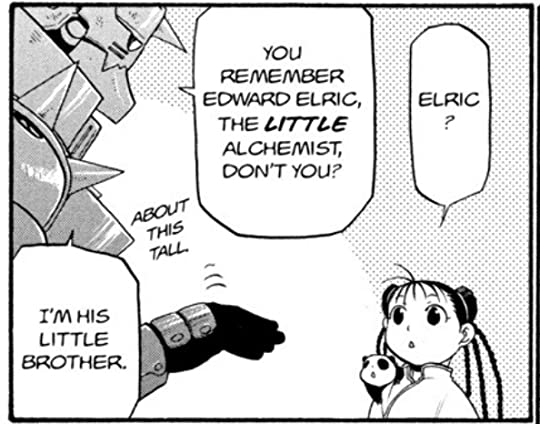 YOU
REMEMBER
EDWARD ELRIC,
THE LITTLE
ALCHEMIST,
DON'T YOU?
ELRIC
?
ABOUT
THIS
TALL.
I'M HIS
LITTLE
BROTHER.